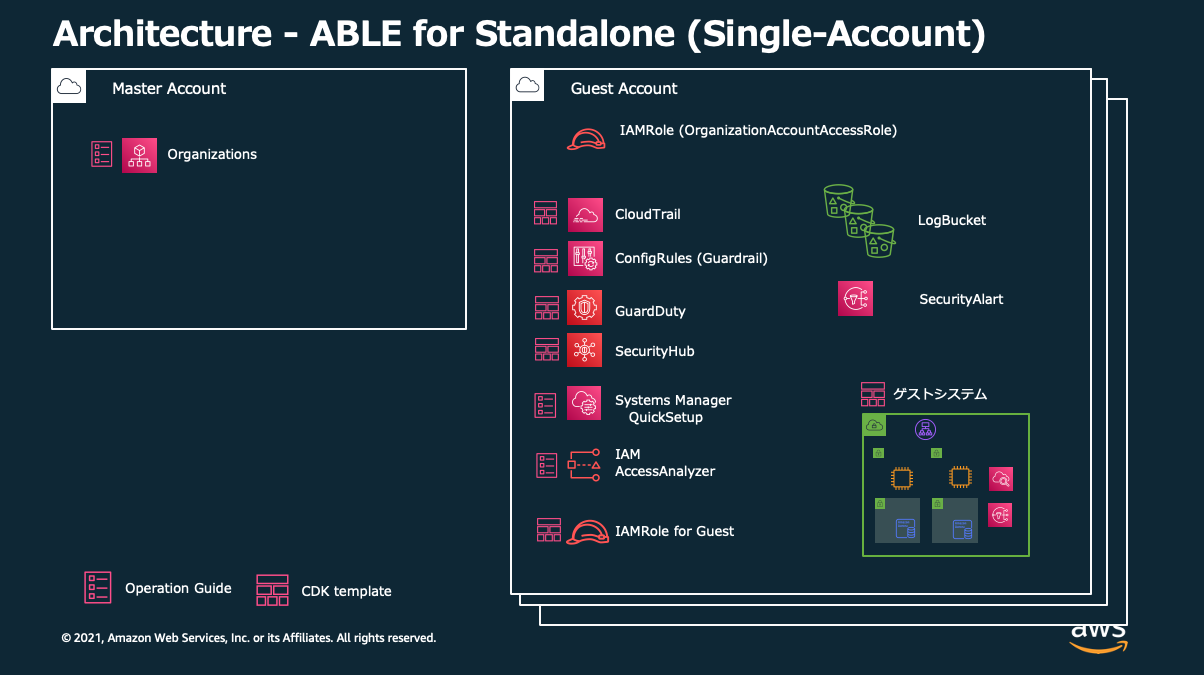 Architecture - ABLE for Standalone (Single-Account)
Master Account
Organizations
Guest Account
IAMRole (OrganizationAccountAccessRole)
CloudTrail
ConfigRules (Guardrail)
GuardDuty
SecurityHub
Systems Manager
QuickSetup
IAM
AccessAnalyzer
IAMRole for Guest
LogBucket
SecurityAlart
ゲストシステム
Operation Guide
CDK template
© 2021, Amazon Web Services, Inc. or its Affiliates. All rights reserved.
aws